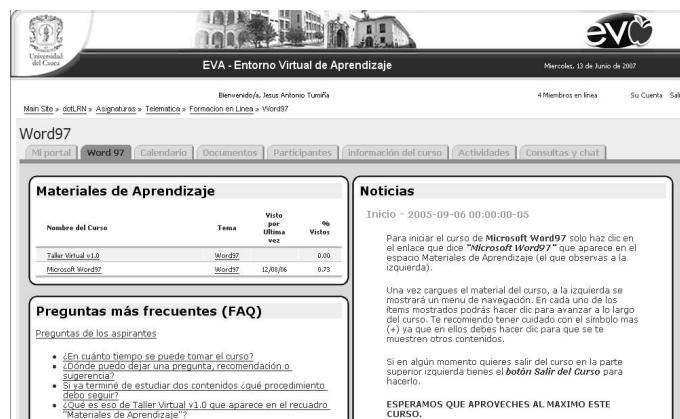 Universidad
del Cauca
evo
EVA - Entorno Virtual de Aprendizaje
Miercoles, 13 de Junio de 2007
Bienvenido/a, Jesus Antonio Tumiña
4 Miembros en línea
Su Cuenta
Main Site » dotLRN » Asignaturas » Telematica » Formacion en Linea » Word97
Word97
Mi portal
Word 97
Calendario
Documentos
Participantes
información del curso
Actividades
Consultas y chat
Materiales de Aprendizaje
Nombre del Curso
Tema
Visto
por
Ultima
vez
%
Vistos
Taller Virtual v1.0
Word97
0.00
Microsoft Word97
Word97
12/08/06
0.73
Preguntas más frecuentes (FAQ)
Preguntas de los aspirantes
¿En cuánto tiempo se puede tomar el curso?
¿Dónde puedo dejar una pregunta, recomendación o
sugerencia?
Si ya terminé de estudiar dos contenidos ¿qué procedimiento
debo seguir?
¿Qué es eso de Taller Virtual v1.0 que aparece en el recuadro
"Materiales de Aprendizaje"?
Noticias
Inicio - 2005-09-06 00:00:00-05
Para iniciar el curso de Microsoft Word97 solo haz clic en
el enlace que dice "Microsoft Word97" que aparece en el
espacio Materiales de Aprendizaje (el que observas a la
izquierda).
Una vez cargues el material del curso, a la izquierda se
mostrará un menu de navegación. En cada uno de los
ítems mostrados podrás hacer clic para avanzar a lo largo
del curso. Te recomiendo tener cuidado con el símbolo mas
(+) ya que en ellos debes hacer clic para que se te
muestren otros contenidos.
Si en algún momento quieres salir del curso en la parte
superior izquierda tienes el botón Salir del Curso para
hacerlo.
ESPERAMOS QUE APROVECHES AL MAXIMO ESTE
CURSO.